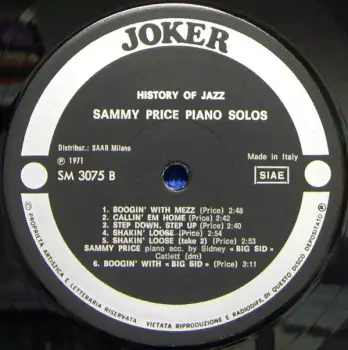 JOKER
HISTORY OF JAZZ
SAMMY PRICE PIANO SOLOS
Distribuz.: SAAR Milano
℗ 1971
SM 3075 B
Made in Italy
SIAE
1. BOOGIN' WITH MEZZ (Price) 2:48
2. CALLIN' EM HOME (Price) 2:42
3. STEP DOWN, STEP UP (Price) 2:40
4. SHAKIN' LOOSE (Price) 2:54
5. SHAKIN' LOOSE (take 2) (Price) 2:53
SAMMY PRICE piano acc. by Sidney « BIG SID »
Catlett (dm)
6. BOOGIN' WITH « BIG SID » (Price) 3:11
© PROPRIETÀ ARTISTICA E LETTERARIA RISERVATA
VIETATA RIPRODUZIONE E RADIODIFF. DI QUESTO DISCO DEPOSITATO ℗